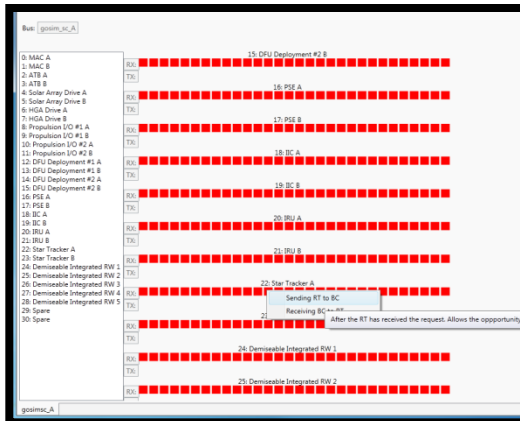 Bus: gosim_sc_A
0: MAC A
1: MAC B
2: ATB A
3: ATB B
4: Solar Array Drive A
5: Solar Array Drive B
6: HGA Drive A
7: HGA Drive B
8: Propulsion I/O #1 A
9: Propulsion I/O #1 B
10: Propulsion I/O #2 A
11: Propulsion I/O #2 B
12: DFU Deployment #1 A
13: DFU Deployment #1 B
14: DFU Deployment #2 A
15: DFU Deployment #2 B
16: PSE A
17: PSE B
18: IIC A
19: IIC B
20: IRU A
21: IRU B
22: Star Tracker A
23: Star Tracker B
24: Demiseable Integrated RW 1
25: Demiseable Integrated RW 2
26: Demiseable Integrated RW 3
27: Demiseable Integrated RW 4
28: Demiseable Integrated RW 5
29: Spare
30: Spare
15: DFU Deployment #2 B
RX:
TX:
16: PSE A
RX:
TX:
17: PSE B
RX:
TX:
18: IIC A
RX:
TX:
19: IIC B
RX:
TX:
20: IRU A
RX:
TX:
21: IRU B
RX:
TX:
22: Star Tracker A
RX:
TX:
Sending RT to BC
Receiving BC to RT
After the RT has received the request. Allows the oppportunity
RX:
TX:
24: Demiseable Integrated RW 1
RX:
TX:
25: Demiseable Integrated RW 2
RX:
gosimsc_A